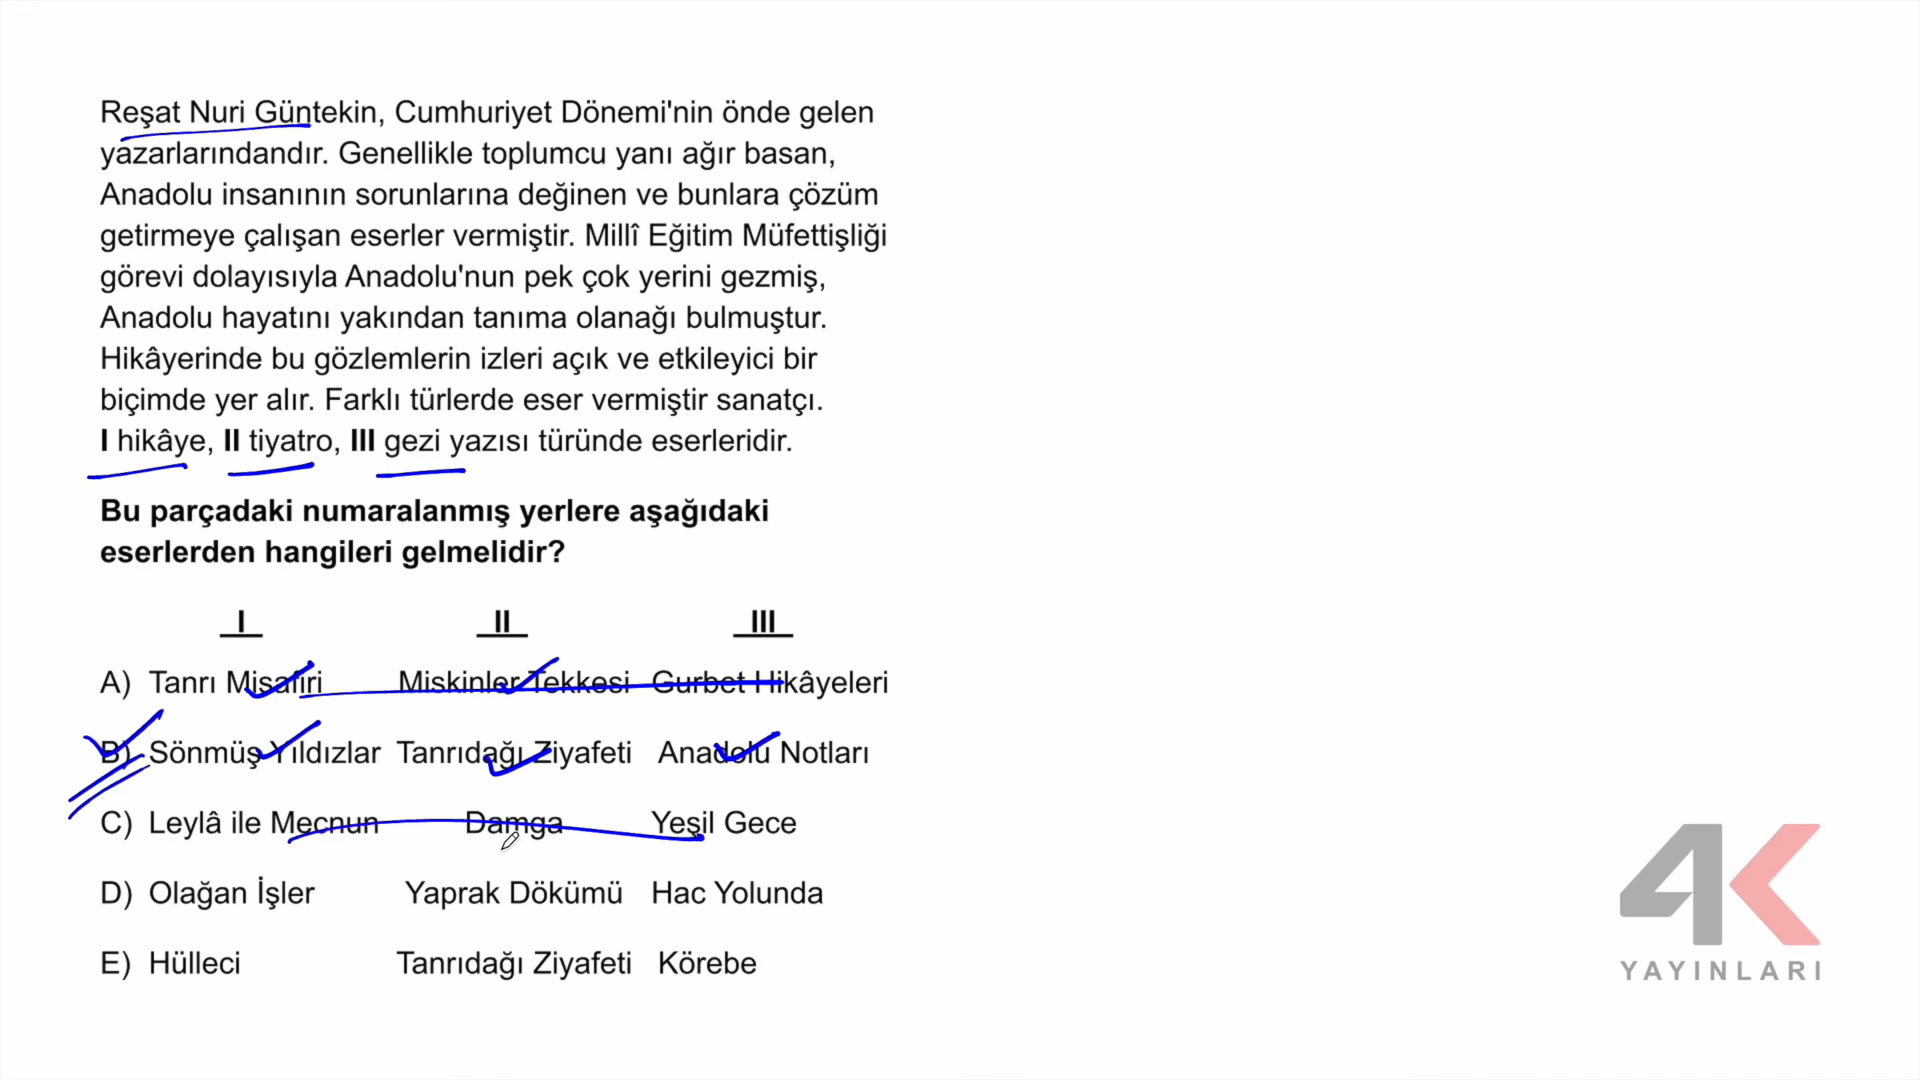 Reşat Nuri Güntekin, Cumhuriyet Dönemi'nin önde gelen
yazarlarındandır. Genellikle toplumcu yanı ağır basan,
Anadolu insanının sorunlarına değinen ve bunlara çözüm
getirmeye çalışan eserler vermiştir. Millî Eğitim Müfettişliği
görevi dolayısıyla Anadolu'nun pek çok yerini gezmiş,
Anadolu hayatını yakından tanıma olanağı bulmuştur.
Hikâyerinde bu gözlemlerin izleri açık ve etkileyici bir
biçimde yer alır. Farklı türlerde eser vermiştir sanatçı.
I hikâye, II tiyatro, III gezi yazısı türünde eserleridir.
Bu parçadaki numaralanmış yerlere aşağıdaki
eserlerden hangileri gelmelidir?
I II III
A) Tanrı Misafiri Miskinler Tekkesi Gurbet Hikâyeleri
B) Sönmüş Yıldızlar Tanrıdağı Ziyafeti Anadolu Notları
C) Leylâ ile Mecnun Damga Yeşil Gece
D) Olağan İşler Yaprak Dökümü Hac Yolunda
E) Hülleci Tanrıdağı Ziyafeti Körebe
4K
YAYINLARI